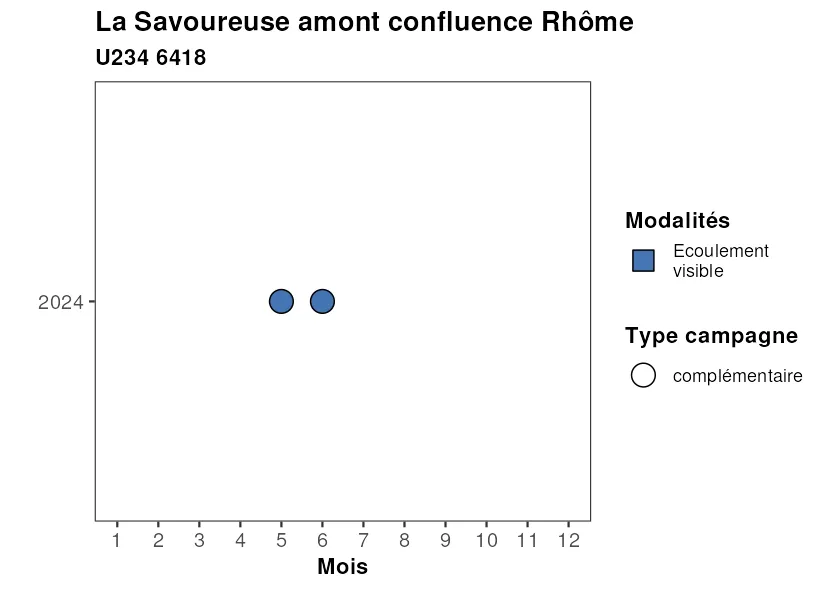 La Savoureuse amont confluence Rhôme
U234 6418
2024
1 2 3 4 5 6 7 8 9 10 11 12
Mois
Modalités
Ecoulement
visible
Type campagne
complémentaire